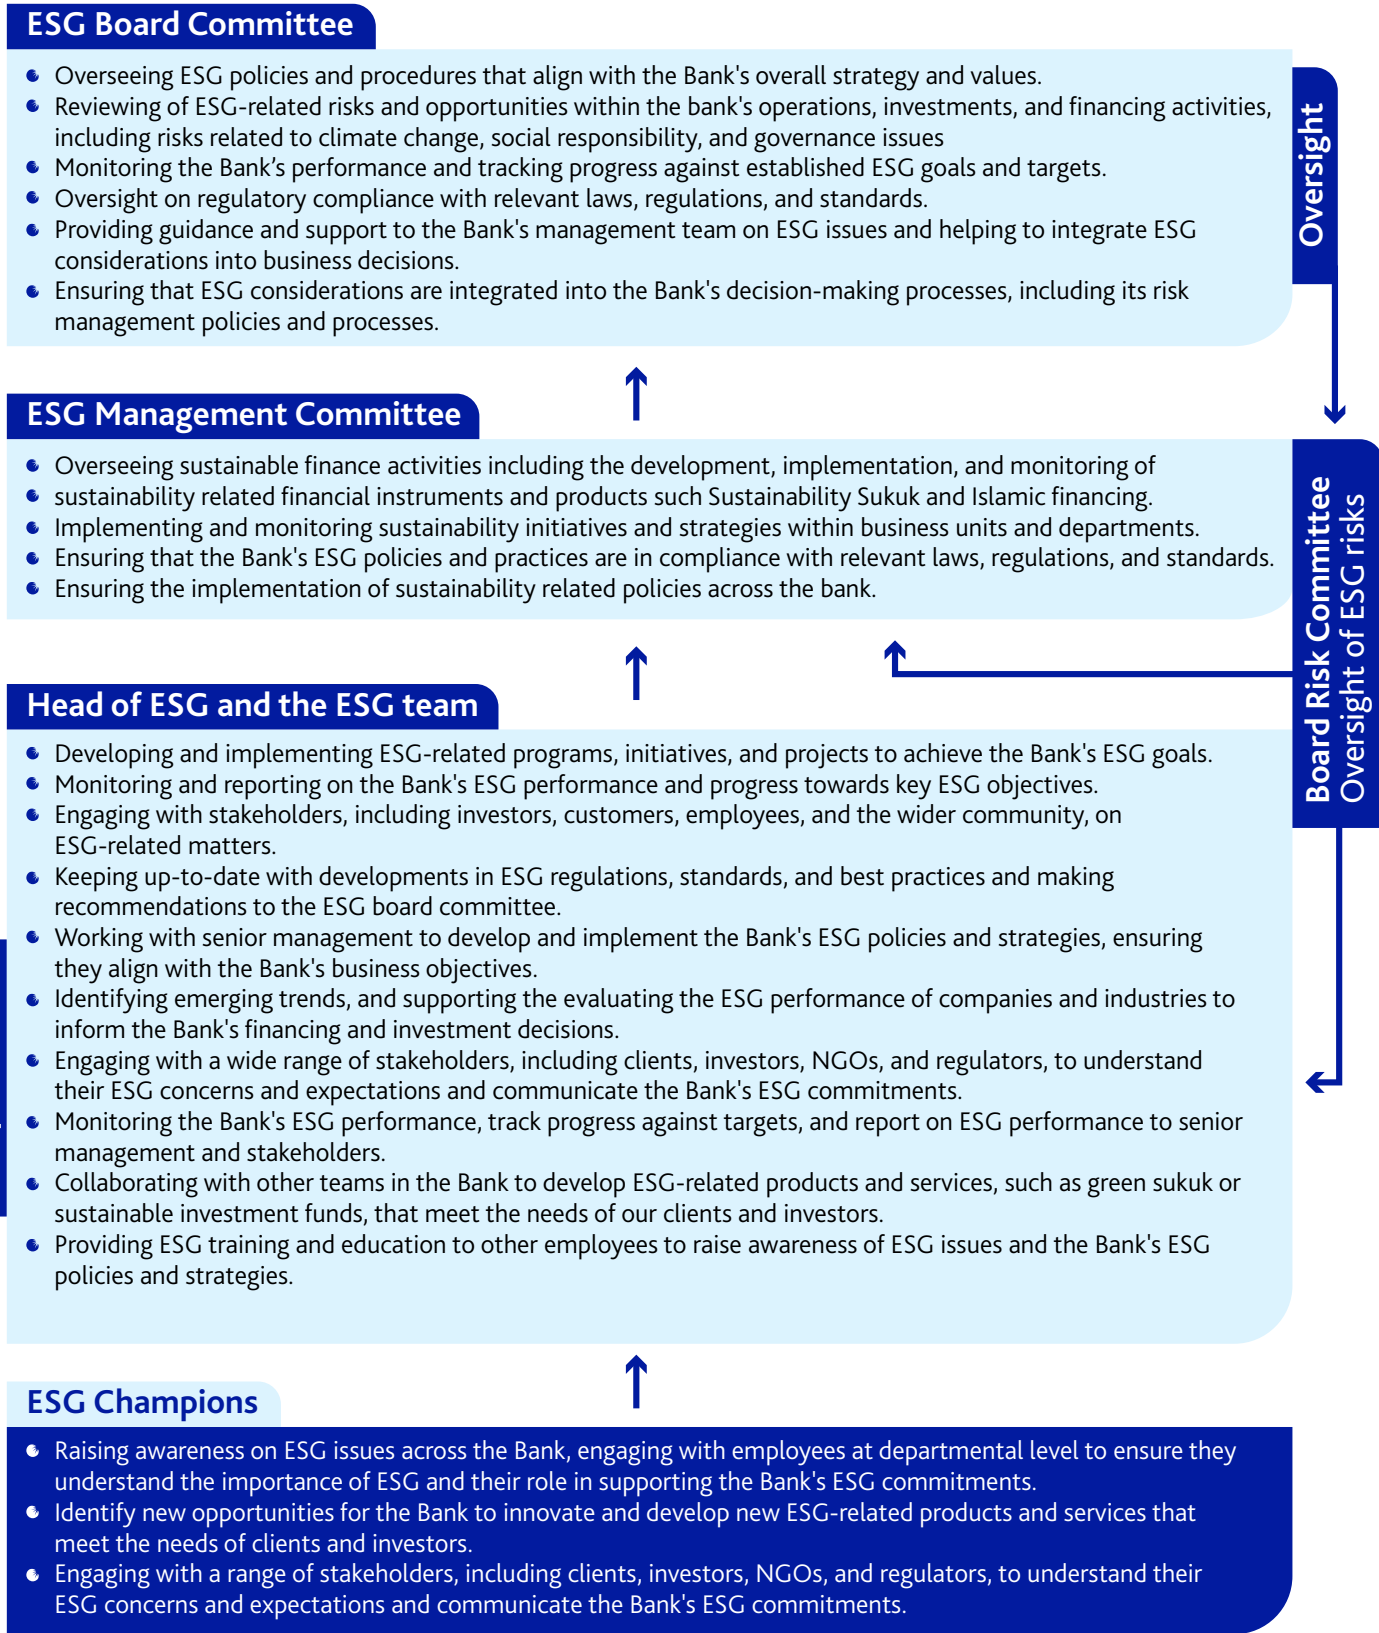 ESG Board Committee
Overseeing ESG policies and procedures that align with the Bank's overall strategy and values.
Reviewing of ESG-related risks and opportunities within the bank's operations, investments, and financing activities,
including risks related to climate change, social responsibility, and governance issues
Monitoring the Bank’s performance and tracking progress against established ESG goals and targets.
Oversight on regulatory compliance with relevant laws, regulations, and standards.
Providing guidance and support to the Bank's management team on ESG issues and helping to integrate ESG
considerations into business decisions.
Ensuring that ESG considerations are integrated into the Bank's decision-making processes, including its risk
management policies and processes.
Oversight
ESG Management Committee
Overseeing sustainable finance activities including the development, implementation, and monitoring of
sustainability related financial instruments and products such Sustainability Sukuk and Islamic financing.
Implementing and monitoring sustainability initiatives and strategies within business units and departments.
Ensuring that the Bank's ESG policies and practices are in compliance with relevant laws, regulations, and standards.
Ensuring the implementation of sustainability related policies across the bank.
Board Risk Committee
Oversight of ESG risks
Head of ESG and the ESG team
Developing and implementing ESG-related programs, initiatives, and projects to achieve the Bank's ESG goals.
Monitoring and reporting on the Bank's ESG performance and progress towards key ESG objectives.
Engaging with stakeholders, including investors, customers, employees, and the wider community, on
ESG-related matters.
Keeping up-to-date with developments in ESG regulations, standards, and best practices and making
recommendations to the ESG board committee.
Working with senior management to develop and implement the Bank's ESG policies and strategies, ensuring
they align with the Bank's business objectives.
Identifying emerging trends, and supporting the evaluating the ESG performance of companies and industries to
inform the Bank's financing and investment decisions.
Engaging with a wide range of stakeholders, including clients, investors, NGOs, and regulators, to understand
their ESG concerns and expectations and communicate the Bank's ESG commitments.
Monitoring the Bank's ESG performance, track progress against targets, and report on ESG performance to senior
management and stakeholders.
Collaborating with other teams in the Bank to develop ESG-related products and services, such as green sukuk or
sustainable investment funds, that meet the needs of our clients and investors.
Providing ESG training and education to other employees to raise awareness of ESG issues and the Bank's ESG
policies and strategies.
ESG Champions
Raising awareness on ESG issues across the Bank, engaging with employees at departmental level to ensure they
understand the importance of ESG and their role in supporting the Bank's ESG commitments.
Identify new opportunities for the Bank to innovate and develop new ESG-related products and services that
meet the needs of clients and investors.
Engaging with a range of stakeholders, including clients, investors, NGOs, and regulators, to understand their
ESG concerns and expectations and communicate the Bank's ESG commitments.